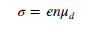 σ = enμ_d